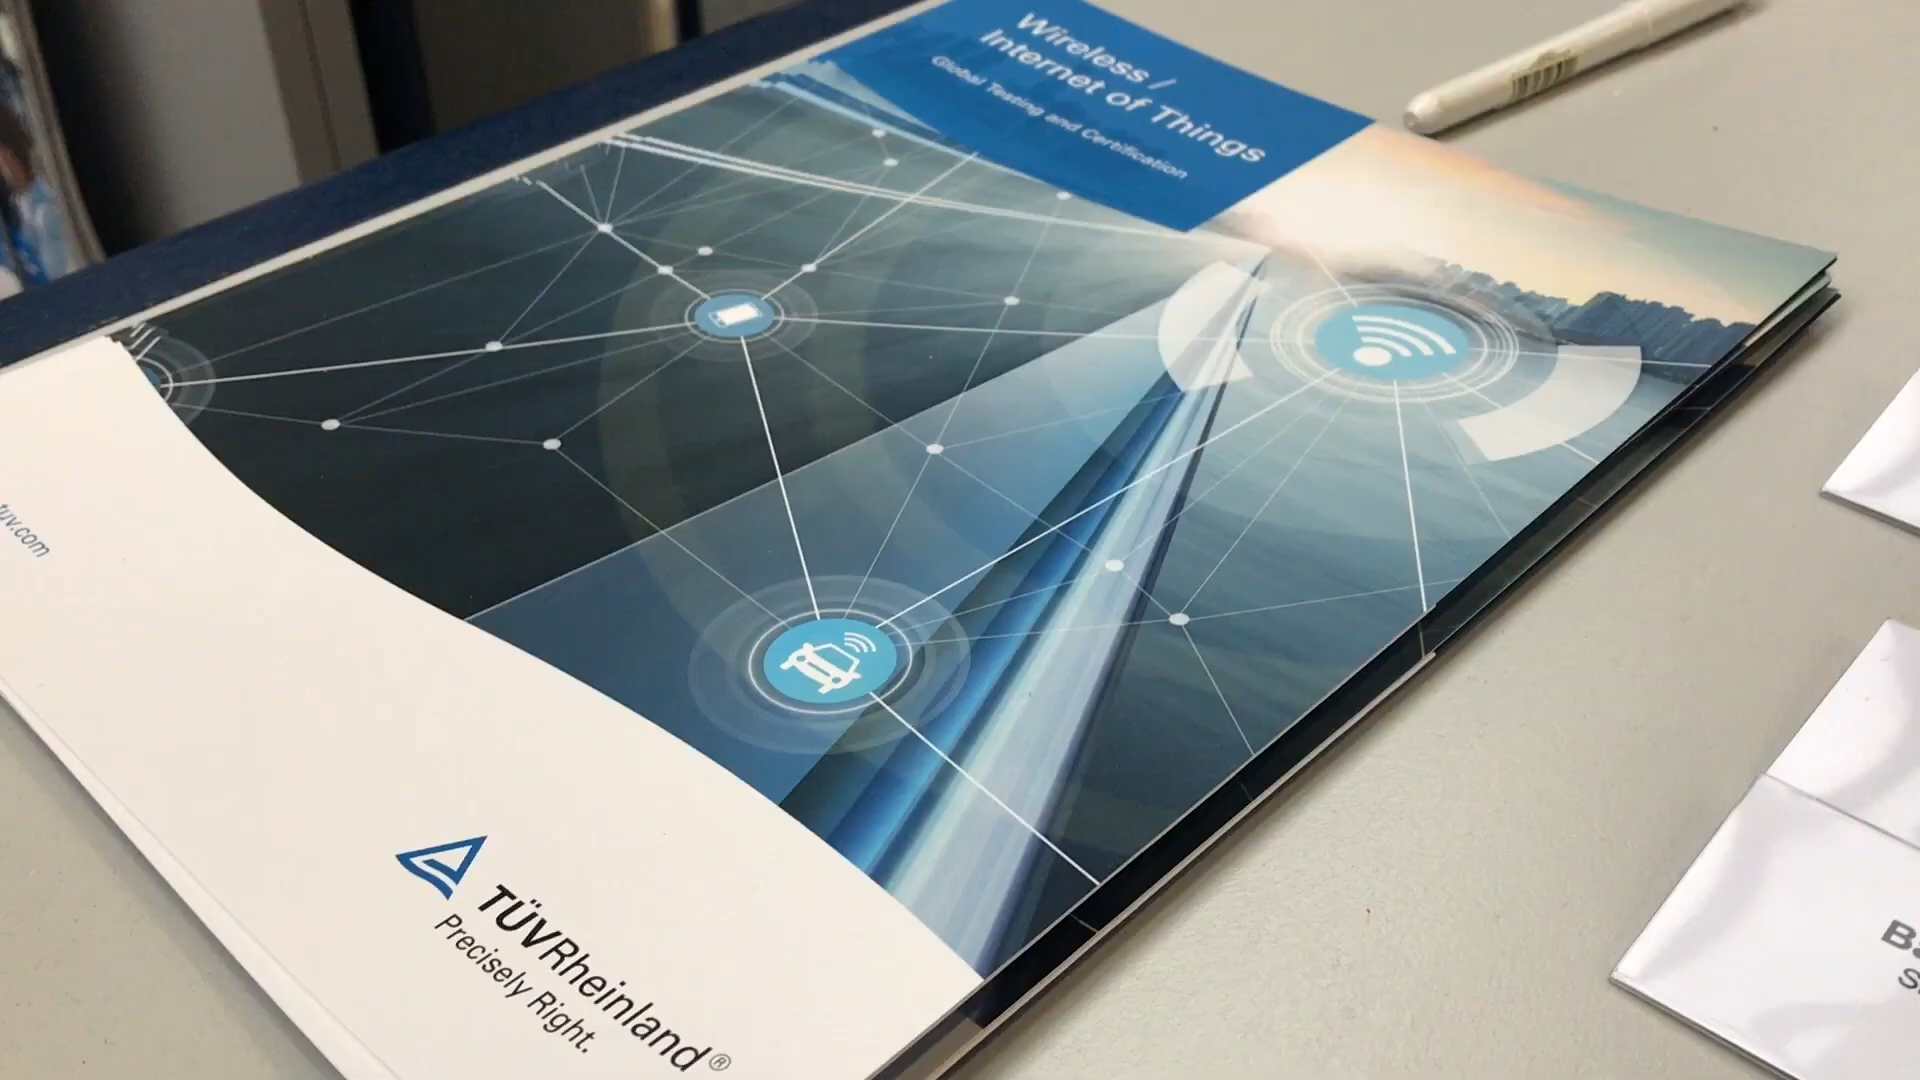 Wireless /
Internet of Things
Global Testing and Certification
tuv.com
TÜVRheinland®
Precisely Right.